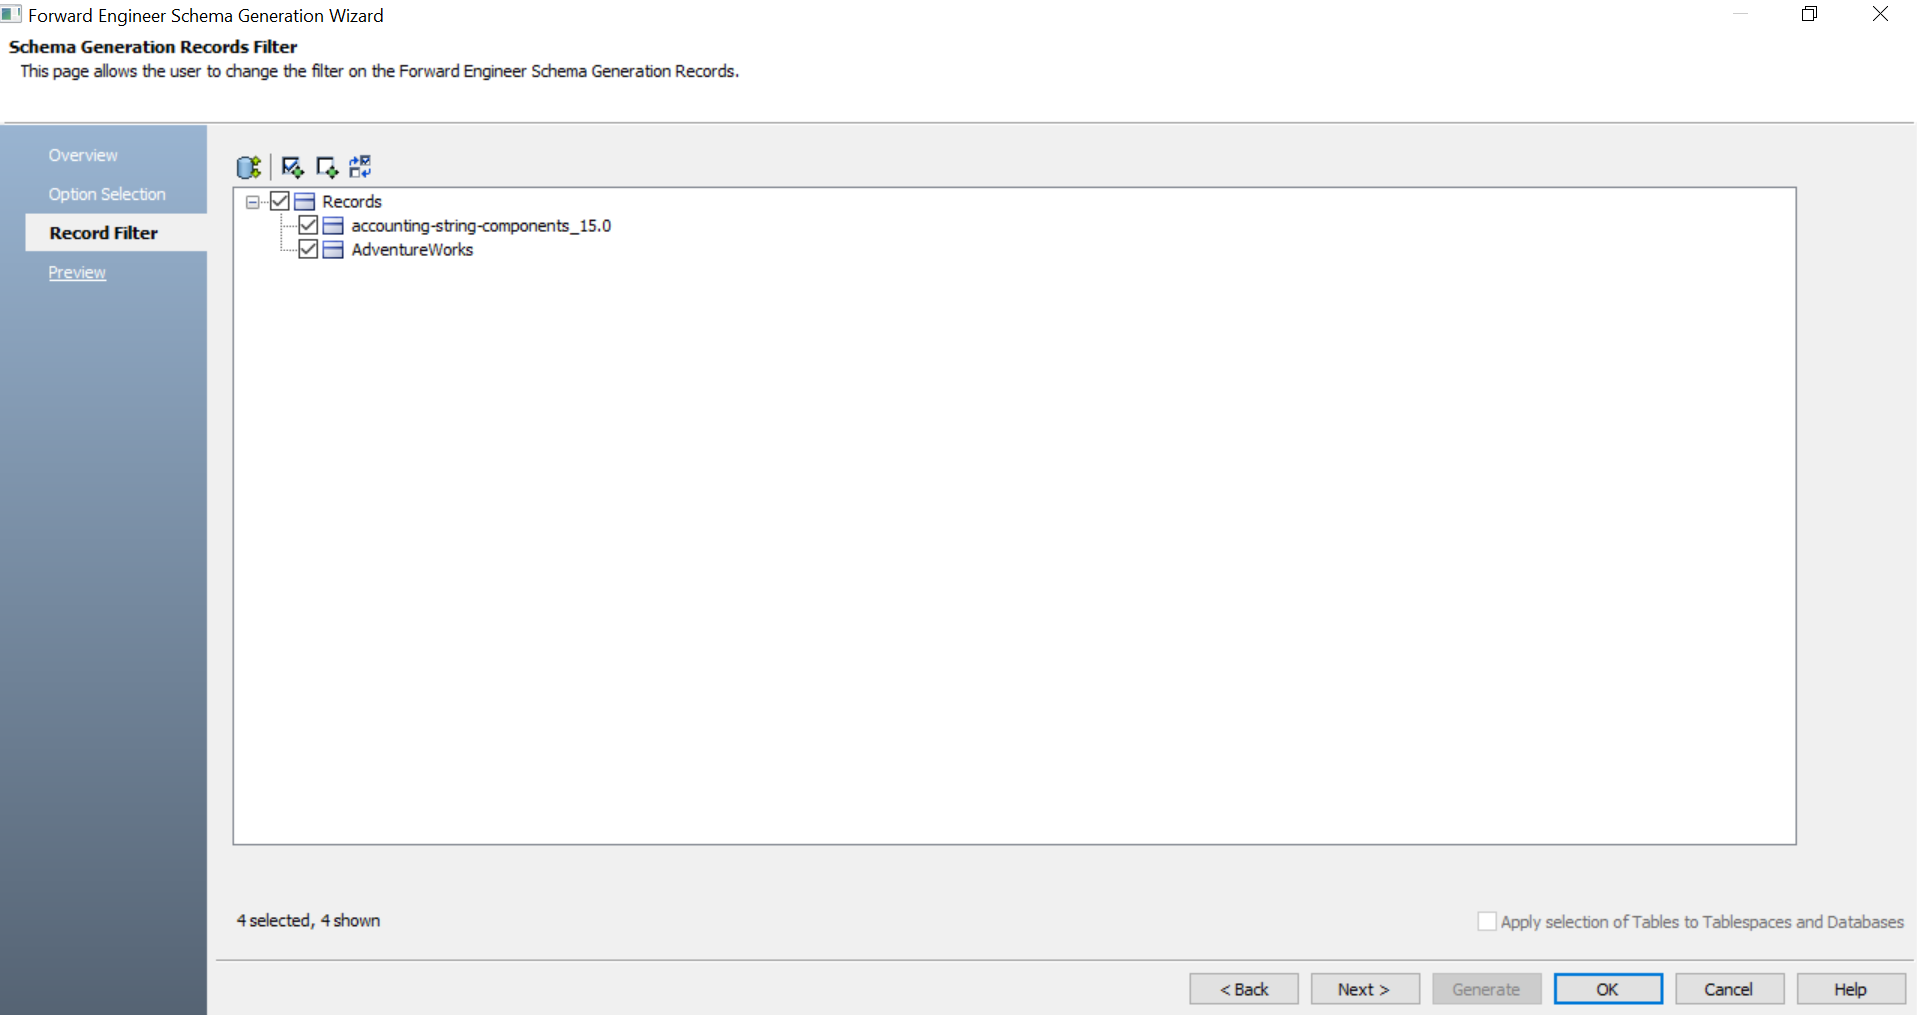 Forward Engineer Schema Generation Wizard
Schema Generation Records Filter
This page allows the user to change the filter on the Forward Engineer Schema Generation Records.
Overview
Option Selection
Record Filter
Preview
Records
accounting-string-components_15.0
AdventureWorks
4 selected, 4 shown
Apply selection of Tables to Tablespaces and Databases
< Back
Next >
Generate
OK
Cancel
Help